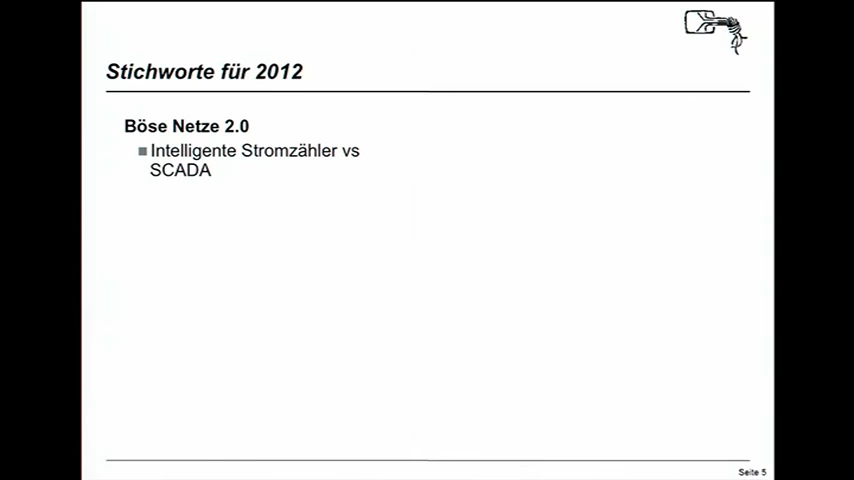 Stichworte für 2012
Böse Netze 2.0
Intelligente Stromzähler vs
SCADA
Seite 5